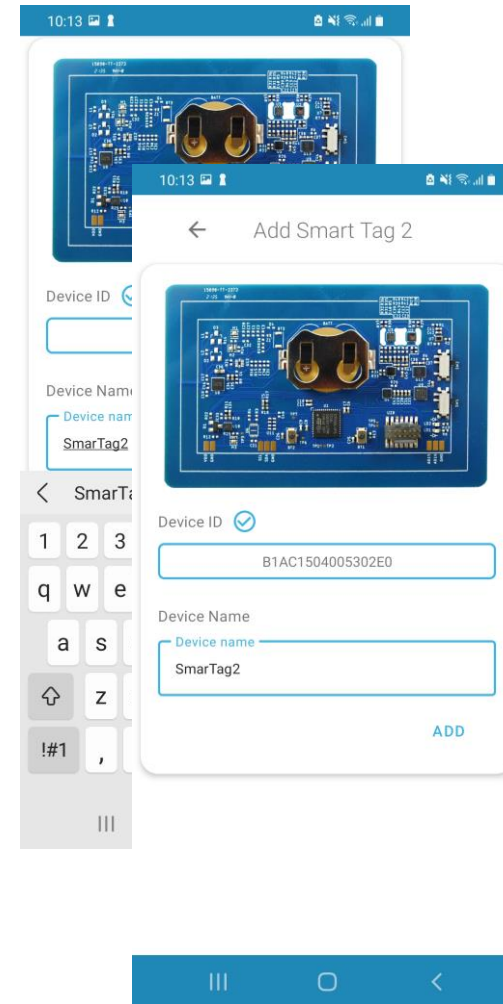 10:13
Device ID
Device Name
Device nam
SmarTag2
SmarTa
1 2 3
q w e
a s
z
!#1 ,
10:13
Add Smart Tag 2
Device ID
B1AC1504005302E0
Device Name
Device name
SmarTag2
ADD